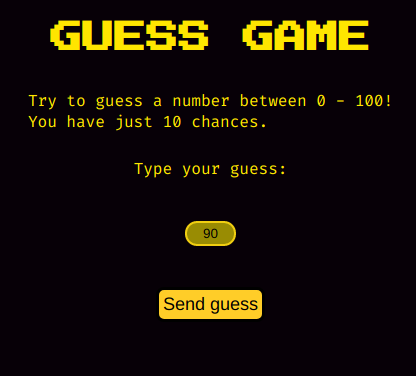 GUESS GAME
Try to guess a number between 0 - 100!
You have just 10 chances.
Type your guess:
90
Send guess